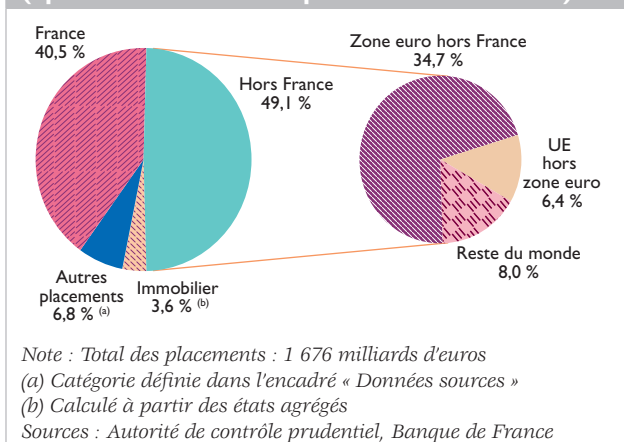 France
40,5 %
Hors France
49,1 %
Autres
placements
6,8 % (a)
Immobilier
3,6 % (b)
Zone euro hors France
34,7 %
UE
hors
zone euro
6,4 %
Reste du monde
8,0 %
Note : Total des placements : 1 676 milliards d'euros
(a) Catégorie définie dans l'encadré « Données sources »
(b) Calculé à partir des états agrégés
Sources : Autorité de contrôle prudentiel, Banque de France